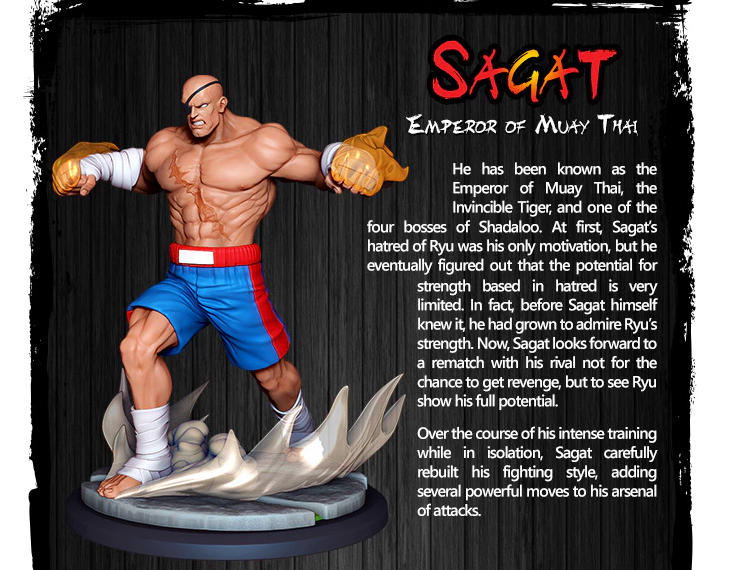 SAGAT
EMPEROR OF MUAY THAI
He has been known as the
Emperor of Muay Thai, the
Invincible Tiger, and one of the
four bosses of Shadaloo. At first, Sagat's
hatred of Ryu was his only motivation, but he
eventually figured out that the potential for
strength based in hatred is very
limited. In fact, before Sagat himself
knew it, he had grown to admire Ryu's
strength. Now, Sagat looks forward to
a rematch with his rival not for the
chance to get revenge, but to see Ryu
show his full potential.
Over the course of his intense training
while in isolation, Sagat carefully
rebuilt his fighting style, adding
several powerful moves to his arsenal
of attacks.